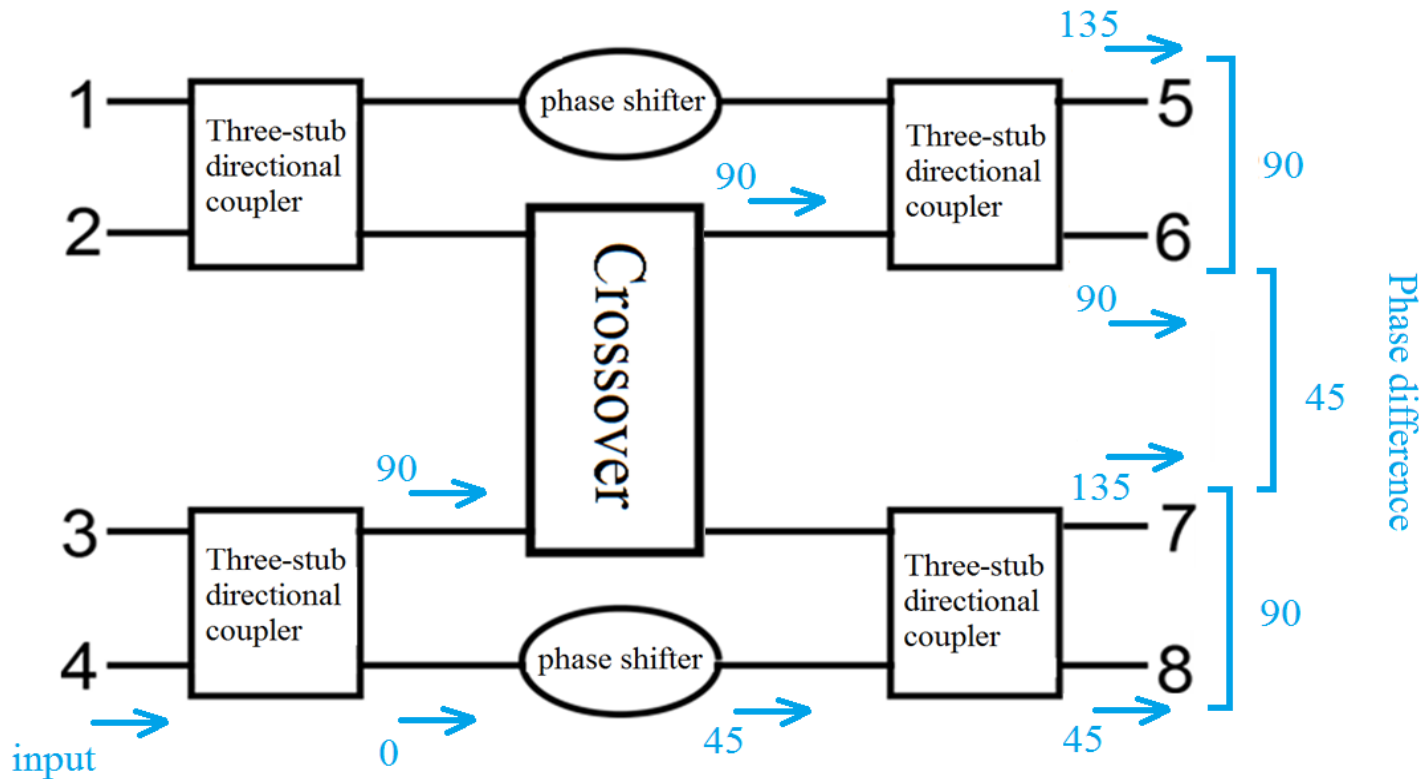 135
1
phase shifter
5
Three-stub
directional
coupler
Three-stub
directional
coupler
90
90
2
6
Crossover
90
45
Phase difference
90
135
3
7
Three-stub
directional
coupler
Three-stub
directional
coupler
90
4
phase shifter
8
input
0
45
45